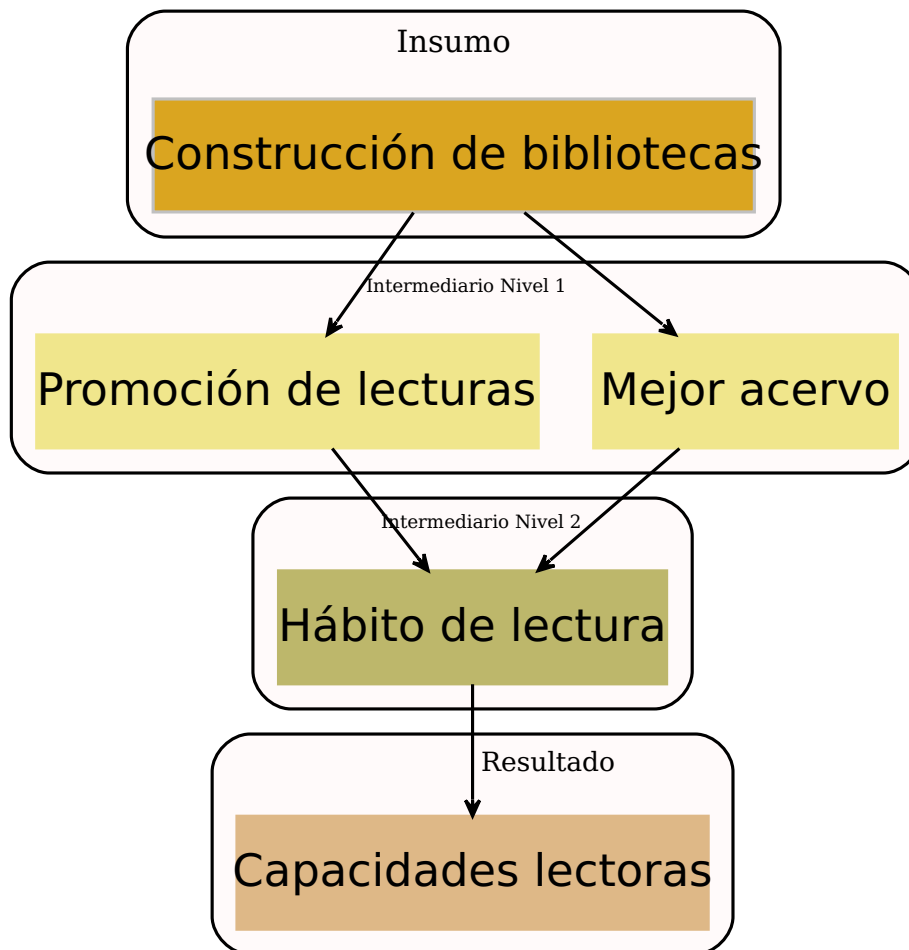 Insumo
Construcción de bibliotecas
Intermediario Nivel 1
Promoción de lecturas
Mejor acervo
Intermediario Nivel 2
Hábito de lectura
Resultado
Capacidades lectoras